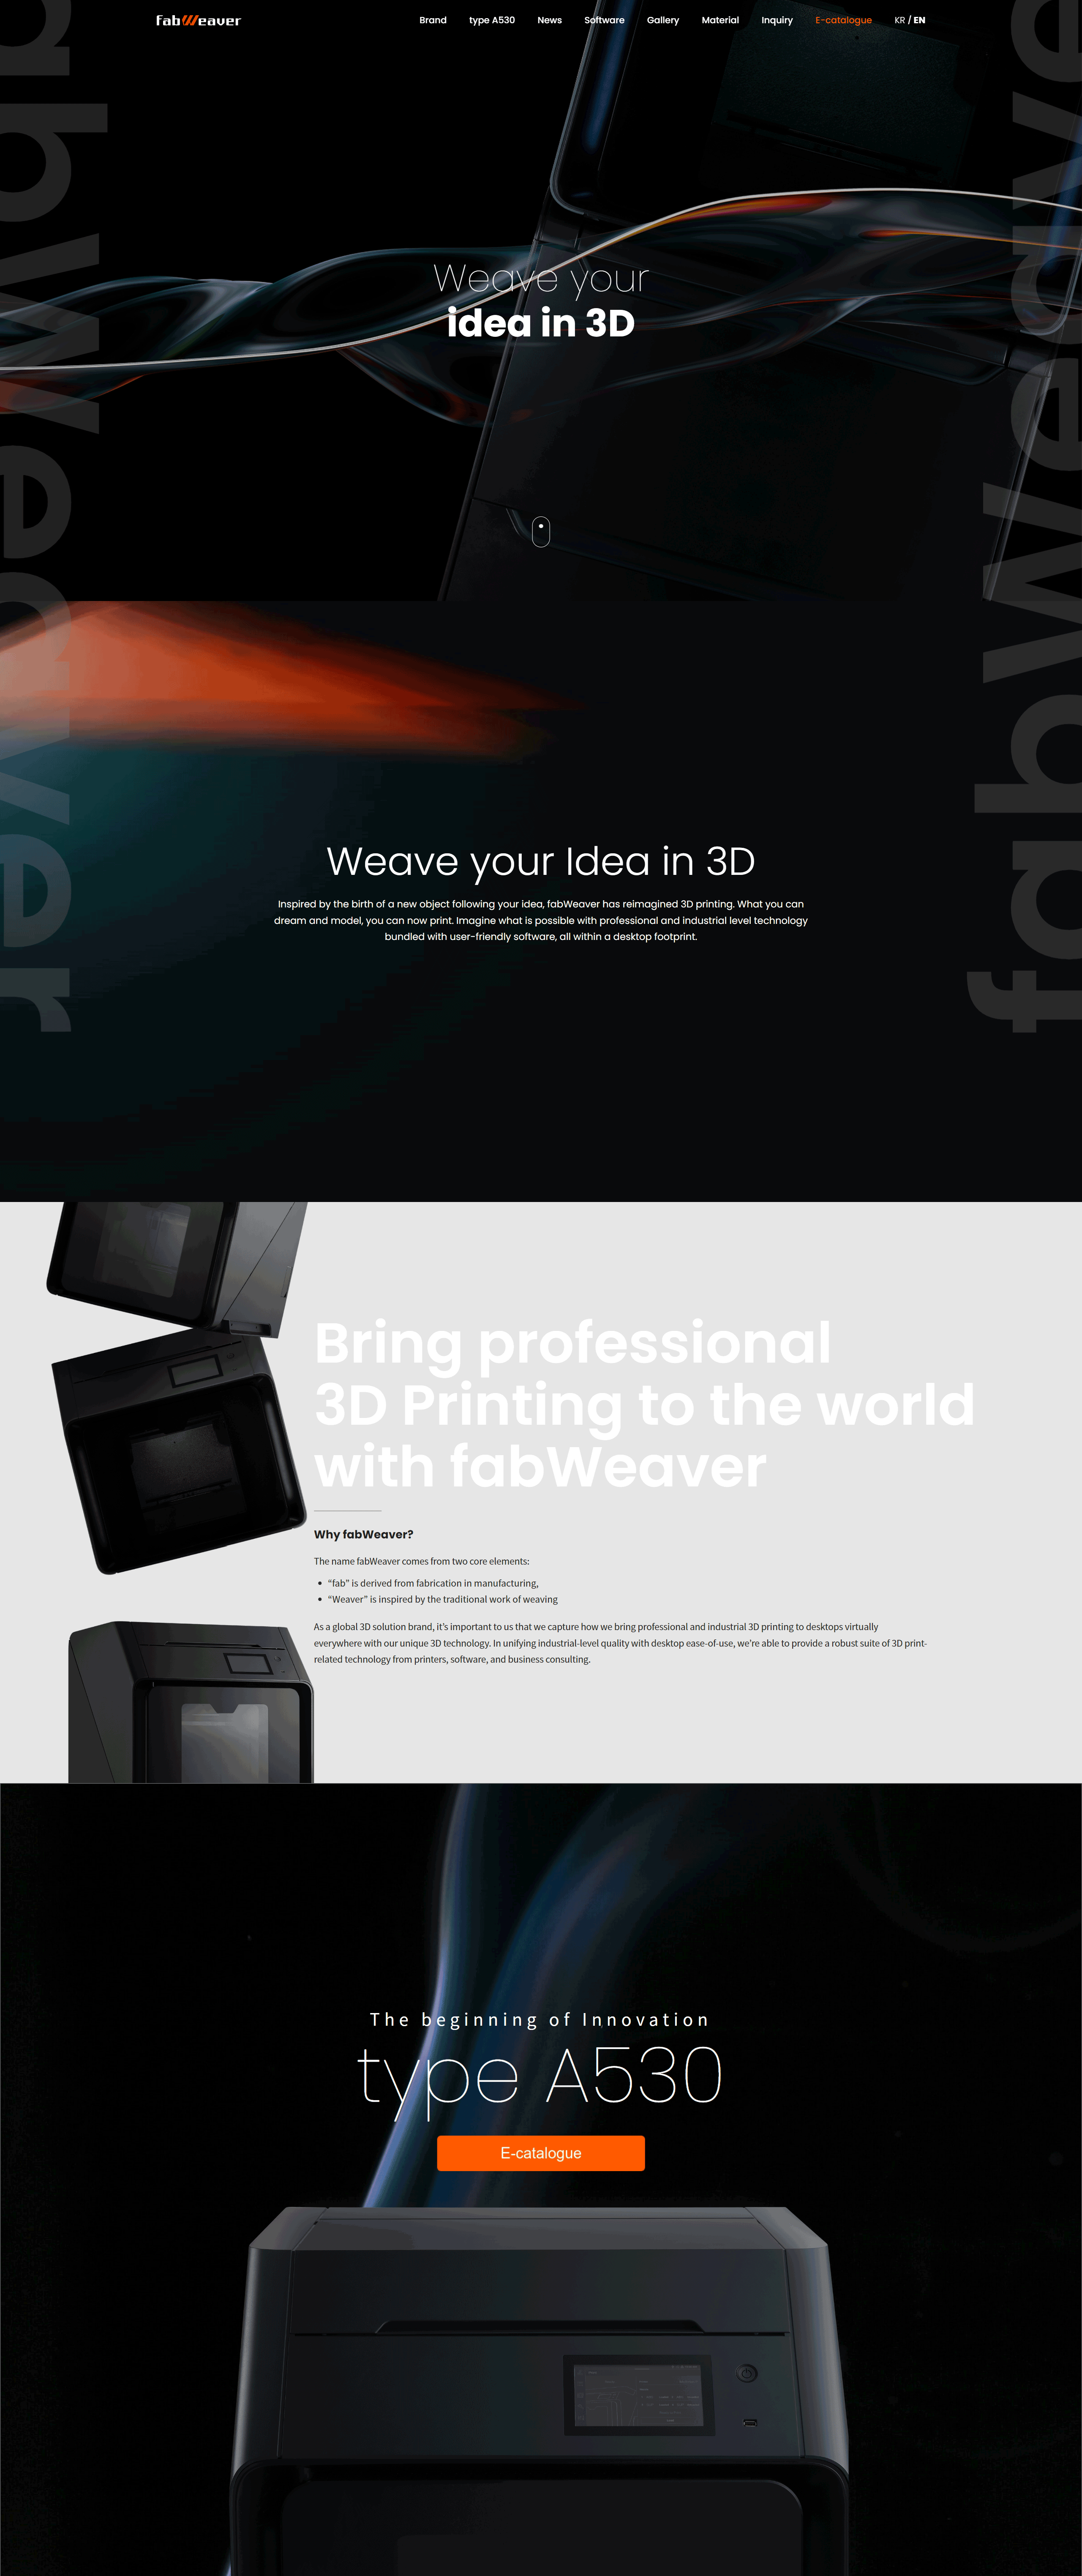 fabWeaver
Brand type A530 News Software Gallery Material Inquiry E-catalogue KR / EN
fabWeaver
fabWeaver
Weave your
idea in 3D
Weave your Idea in 3D
Inspired by the birth of a new object following your idea, fabWeaver has reimagined 3D printing. What you can
dream and model, you can now print. Imagine what is possible with professional and industrial level technology
bundled with user-friendly software, all within a desktop footprint.
Bring professional
3D Printing to the world
with fabWeaver
Why fabWeaver?
The name fabWeaver comes from two core elements:
• “fab” is derived from fabrication in manufacturing,
• “Weaver” is inspired by the traditional work of weaving
As a global 3D solution brand, it’s important to us that we capture how we bring professional and industrial 3D printing to desktops virtually
everywhere with our unique 3D technology. In unifying industrial-level quality with desktop ease-of-use, we’re able to provide a robust suite of 3D print-
related technology from printers, software, and business consulting.
The beginning of Innovation
type A530
E-catalogue